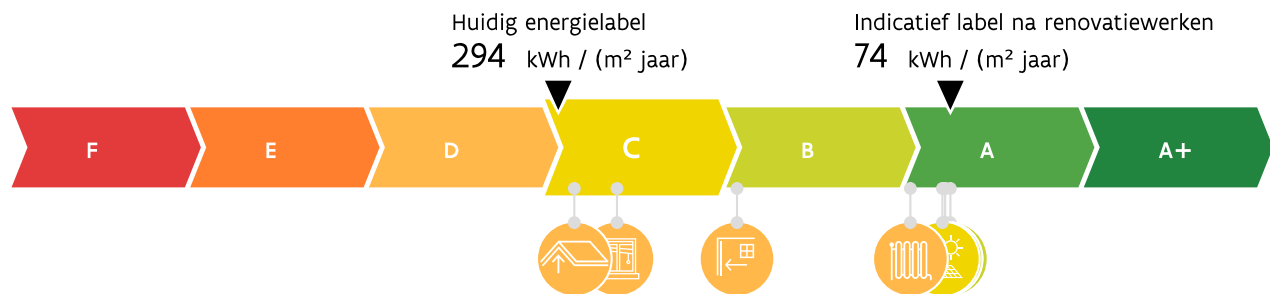 Huidig energielabel
294 kWh / (m² jaar)
Indicatief label na renovatiewerken
74 kWh / (m² jaar)
F
E
D
C
B
A
A+